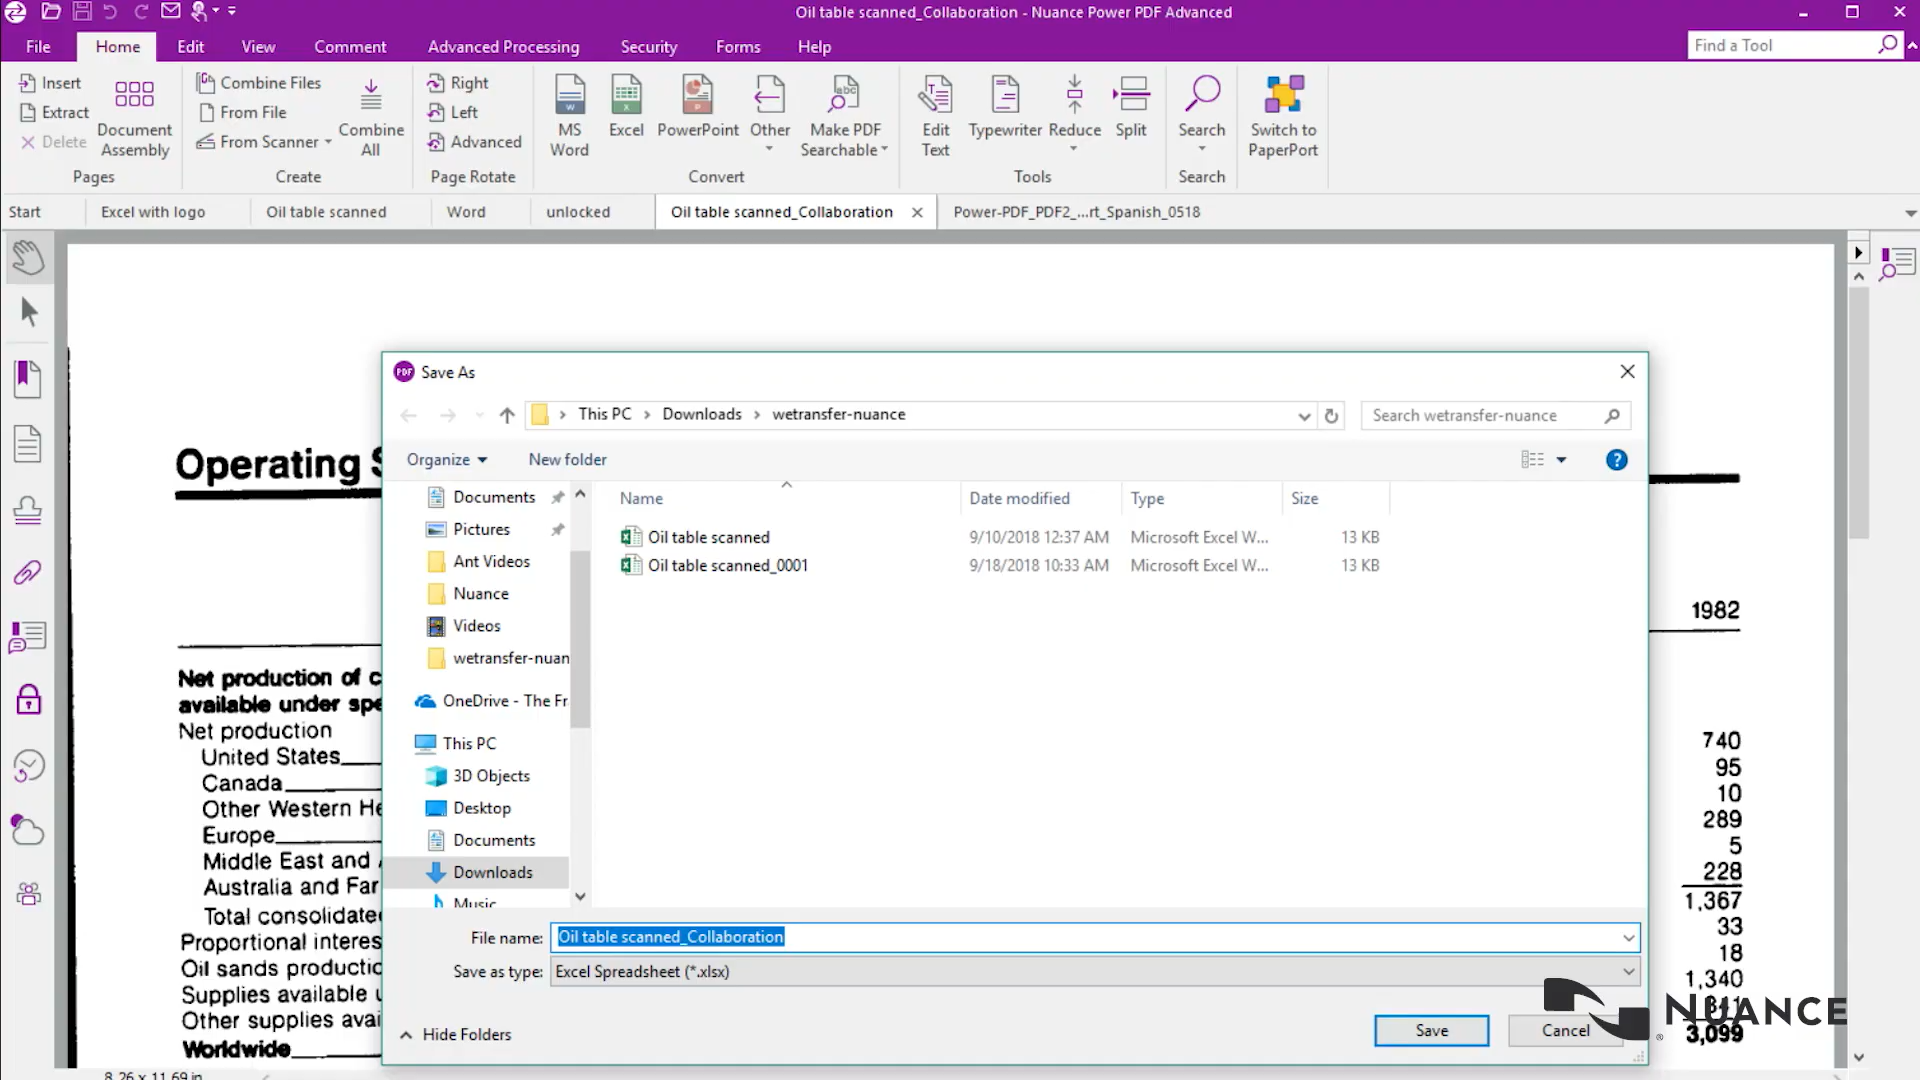 Oil table scanned_Collaboration - Nuance Power PDF Advanced
File Home Edit View Comment Advanced Processing Security Forms Help Find a Tool
Insert
Extract
Delete
Document Assembly
Pages
Combine Files
From File
From Scanner
Combine All
Create
Right
Left
Advanced
Page Rotate
MS Word
Excel
PowerPoint
Other
Make PDF Searchable
Convert
Edit Text
Typewriter
Reduce
Split
Tools
Search
Search
Switch to PaperPort
Start Excel with logo Oil table scanned Word unlocked Oil table scanned_Collaboration Power-PDF_PDF2_...rt_Spanish_0518
Operating
1982
Net production of
available under
Net production
United States 740
Canada 95
Other Western 10
Europe 289
Middle East and 5
Australia and 228
Total 1,367
Proportional 33
Oil sands 18
Supplies available 1,340
Other supplies
Worldwide 3,099
PDF Save As
This PC > Downloads > wetransfer-nuance
Search wetransfer-nuance
Organize New folder
Documents
Pictures
Ant Videos
Nuance
Videos
wetransfer-nuan
OneDrive - The Fr
This PC
3D Objects
Desktop
Documents
Downloads
Music
Name Date modified Type Size
Oil table scanned 9/10/2018 12:37 AM Microsoft Excel W... 13 KB
Oil table scanned_0001 9/18/2018 10:33 AM Microsoft Excel W... 13 KB
File name: Oil table scanned_Collaboration
Save as type: Excel Spreadsheet (*.xlsx)
Hide Folders
Save
Cancel
NUANCE
8.26 x 11.69 in